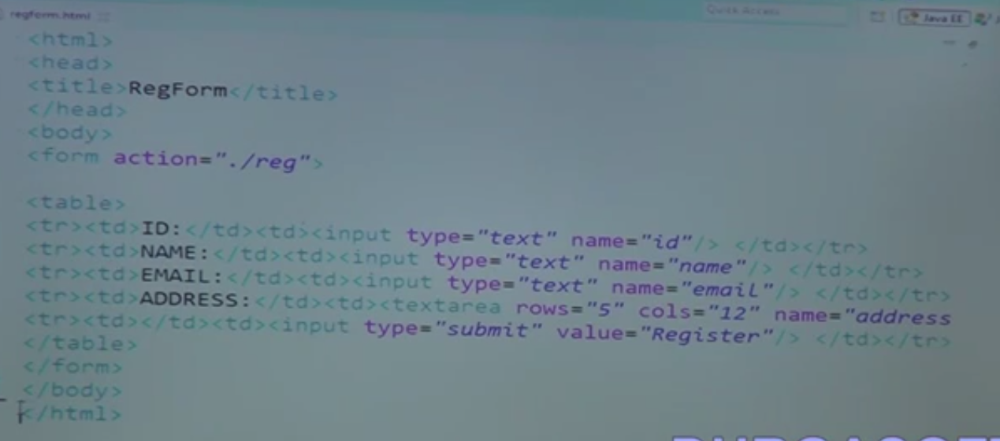 regform.html
Quick Access
Java EE
<html>
<head>
<title>RegForm</title>
</head>
<body>
<form action="./reg">
<table>
<tr><td>ID:</td><td><input type="text" name="id"/> </td></tr>
<tr><td>NAME:</td><td><input type="text" name="name"/> </td></tr>
<tr><td>EMAIL:</td><td><input type="text" name="email"/> </td></tr>
<tr><td>ADDRESS:</td><td><textarea rows="5" cols="12" name="address
<tr><td></td><td><input type="submit" value="Register"/> </td></tr>
</table>
</form>
</body>
</html>